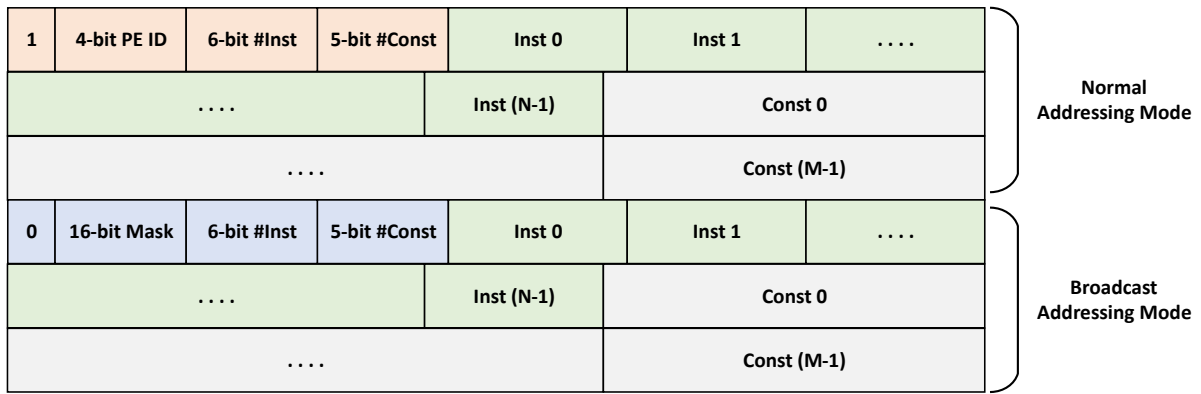 1 4-bit PE ID 6-bit #Inst 5-bit #Const Inst 0 Inst 1 . . . .
. . . . Inst (N-1) Const 0
. . . . Const (M-1)
Normal
Addressing Mode
0 16-bit Mask 6-bit #Inst 5-bit #Const Inst 0 Inst 1 . . . .
. . . . Inst (N-1) Const 0
. . . . Const (M-1)
Broadcast
Addressing Mode